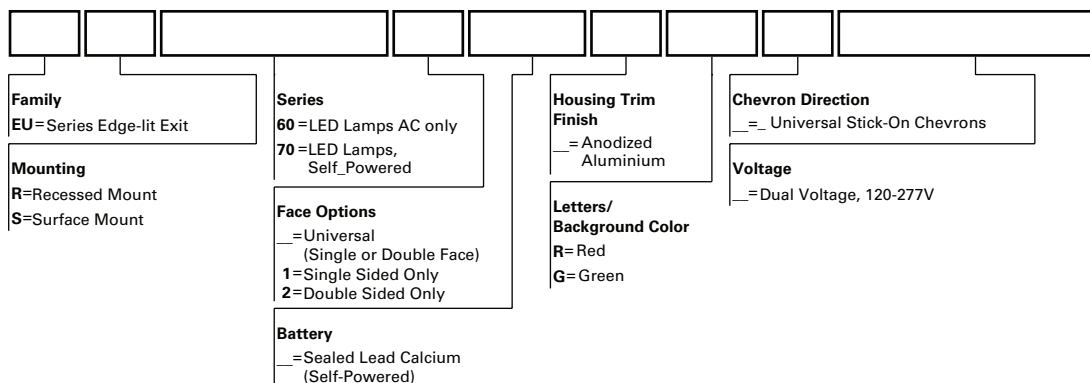 Family
EU=Series Edge-lit Exit
Mounting
R=Recessed Mount
S=Surface Mount
Series
60=LED Lamps AC only
70=LED Lamps,
Self_Powered
Face Options
__=Universal
(Single or Double Face)
1=Single Sided Only
2=Double Sided Only
Battery
__=Sealed Lead Calcium
(Self-Powered)
Housing Trim
Finish
__=Anodized
Aluminium
Letters/
Background Color
R=Red
G=Green
Chevron Direction
__=_ Universal Stick-On Chevrons
Voltage
__=Dual Voltage, 120-277V